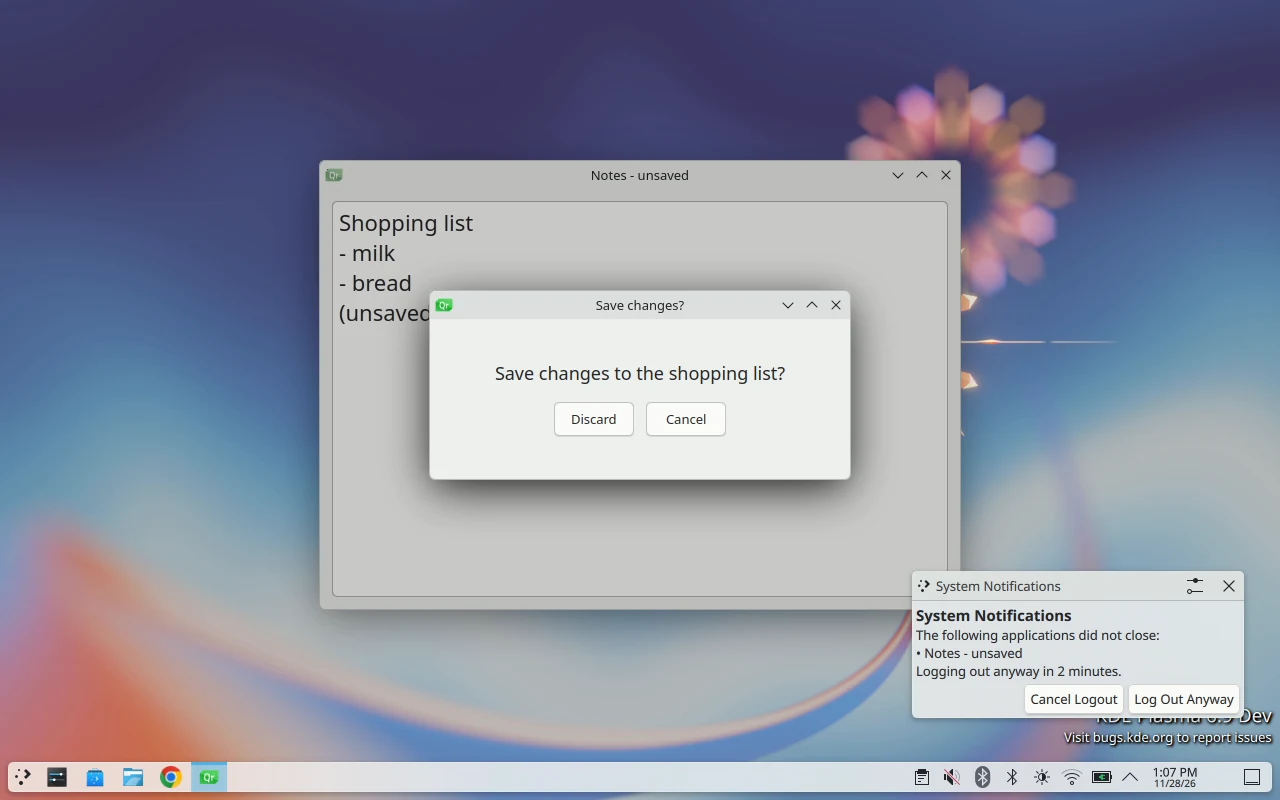 Notes - unsaved
Shopping list
- milk
- bread
(unsaved
Save changes?
Save changes to the shopping list?
Discard
Cancel
System Notifications
System Notifications
The following applications did not close:
• Notes - unsaved
Logging out anyway in 2 minutes.
Cancel Logout
Log Out Anyway
KDE Plasma 6.5 Dev
Visit bugs.kde.org to report issues
1:07 PM
11/28/26